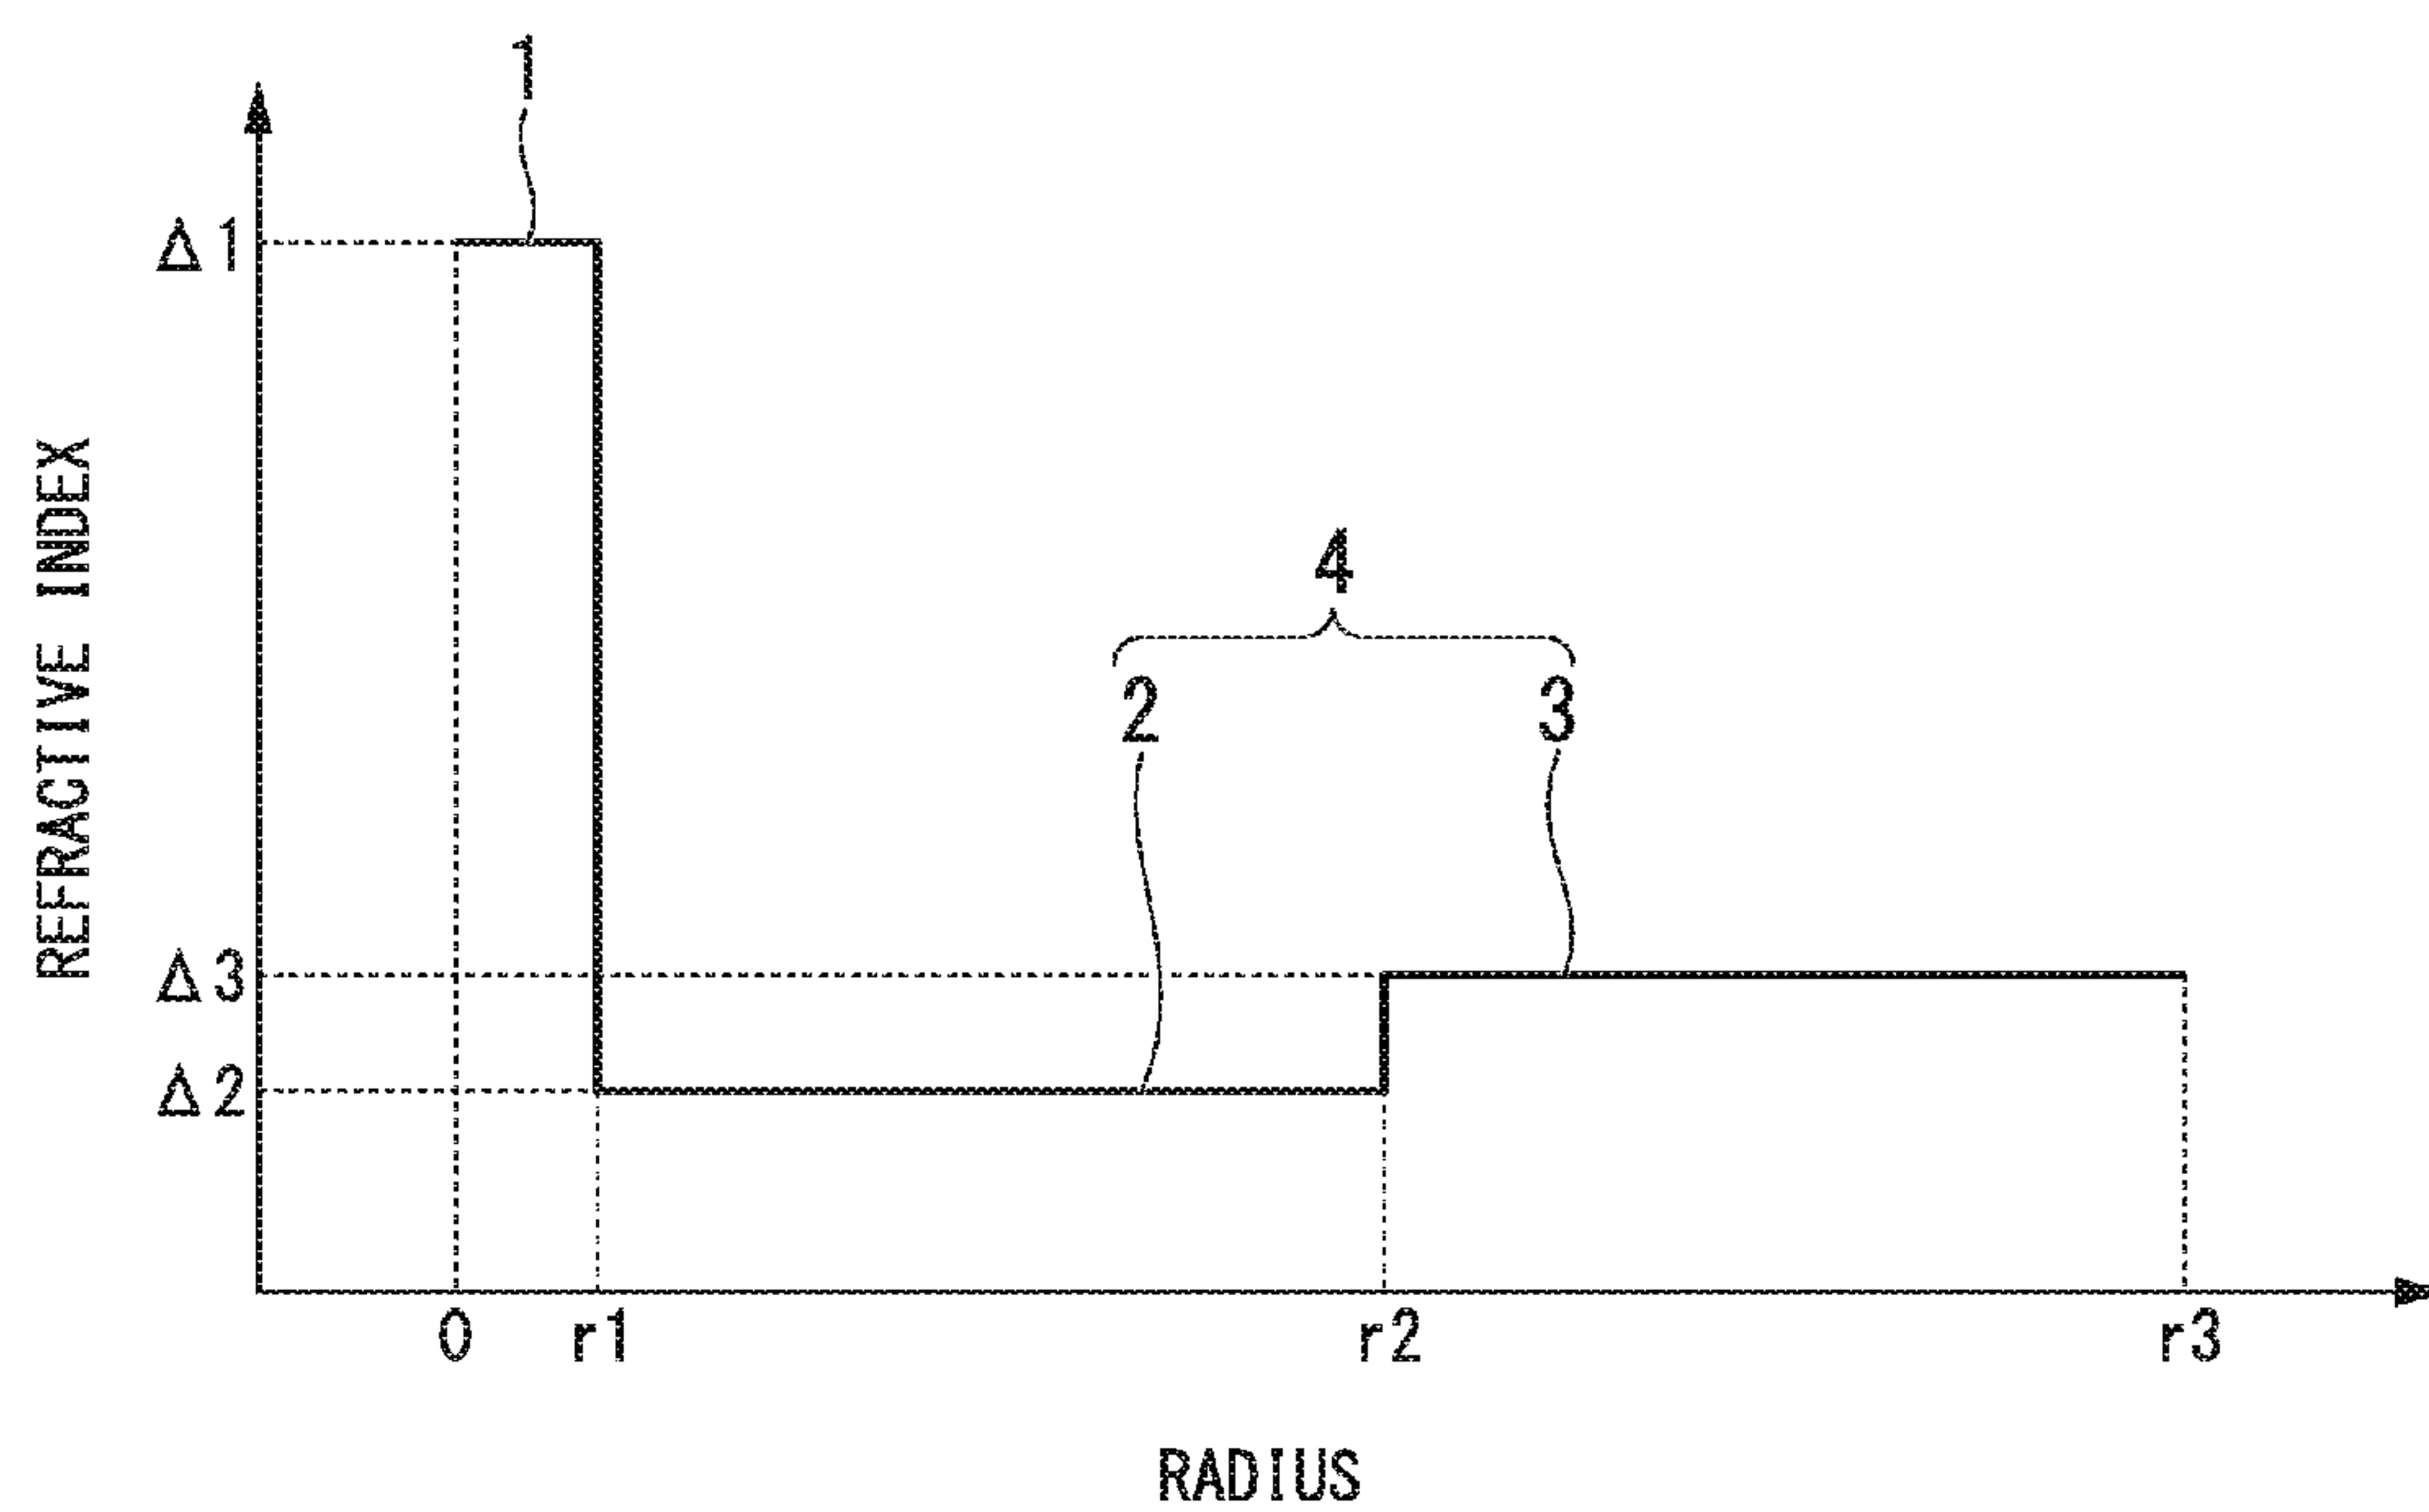 1
Δ1
REFRACTIVE INDEX
4
2 3
Δ3
Δ2
0 r1 r2 r3
RADIUS